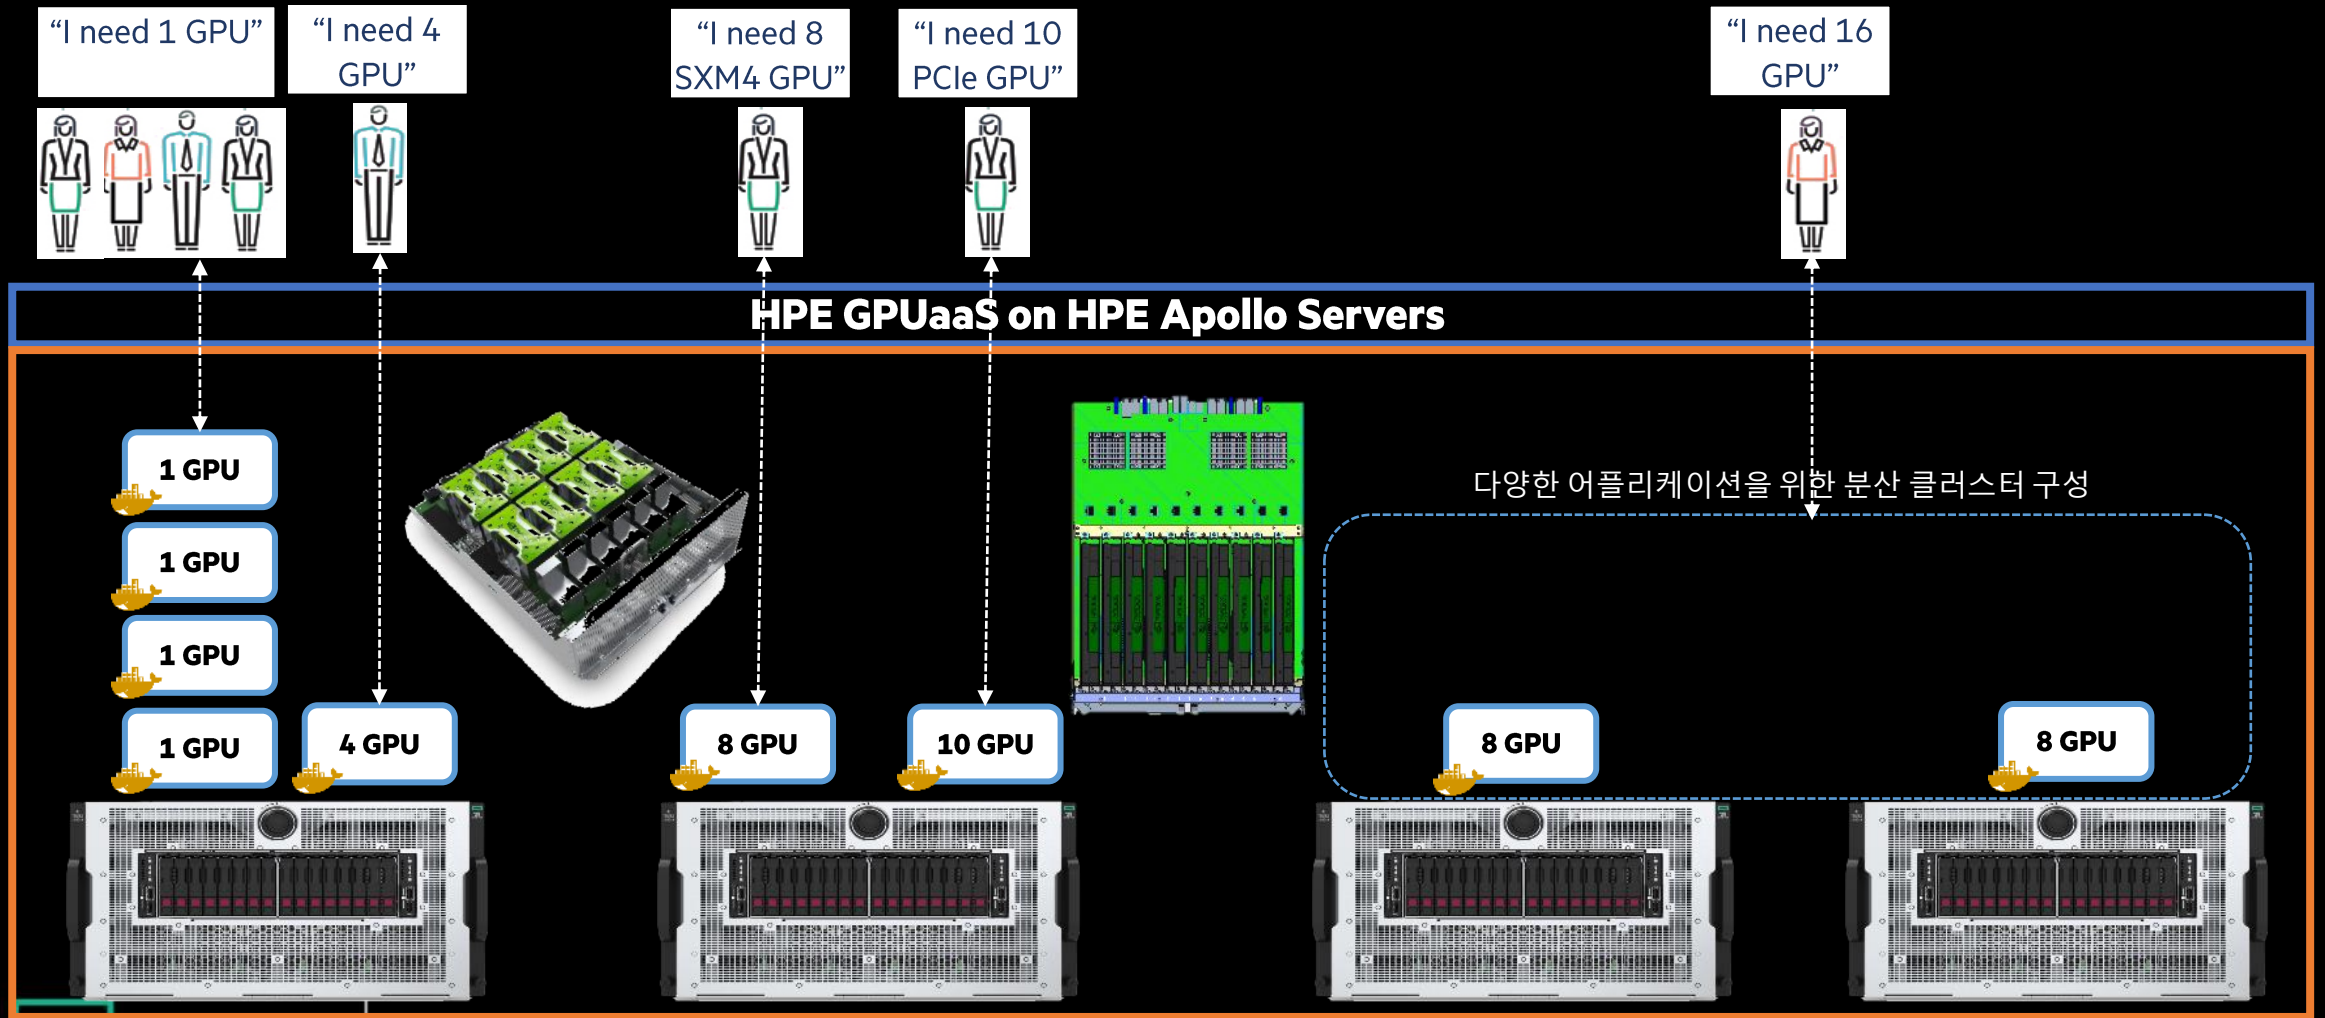 “I need 1 GPU”
“I need 4
GPU”
“I need 8
SXM4 GPU”
“I need 10
PCIe GPU”
“I need 16
GPU”
HPE GPUaaS on HPE Apollo Servers
다양한 어플리케이션을 위한 분산 클러스터 구성
1 GPU
1 GPU
1 GPU
1 GPU
4 GPU
8 GPU
10 GPU
8 GPU
8 GPU